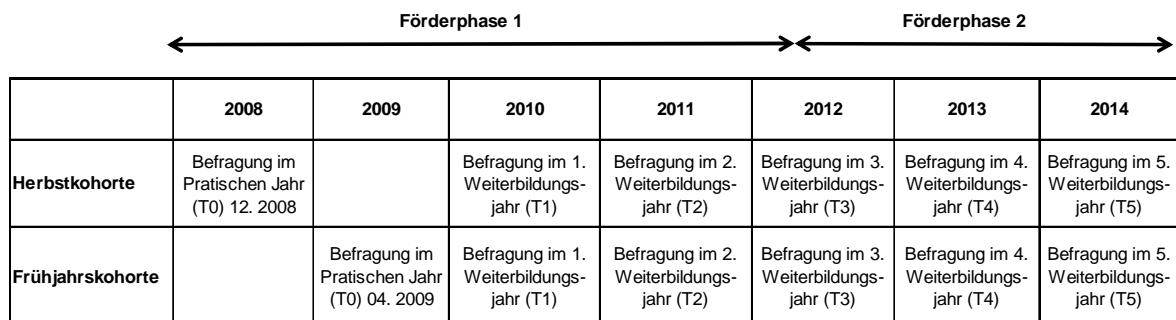 Förderphase 1 Förderphase 2
2008 2009 2010 2011 2012 2013 2014
Herbstkohorte
Befragung im
Pratischen Jahr
(T0) 12. 2008
Befragung im 1.
Weiterbildungs-
jahr (T1)
Befragung im 2.
Weiterbildungs-
jahr (T2)
Befragung im 3.
Weiterbildungs-
jahr (T3)
Befragung im 4.
Weiterbildungs-
jahr (T4)
Befragung im 5.
Weiterbildungs-
jahr (T5)
Frühjahrskohorte
Befragung im
Pratischen Jahr
(T0) 04. 2009
Befragung im 1.
Weiterbildungs-
jahr (T1)
Befragung im 2.
Weiterbildungs-
jahr (T2)
Befragung im 3.
Weiterbildungs-
jahr (T3)
Befragung im 4.
Weiterbildungs-
jahr (T4)
Befragung im 5.
Weiterbildungs-
jahr (T5)